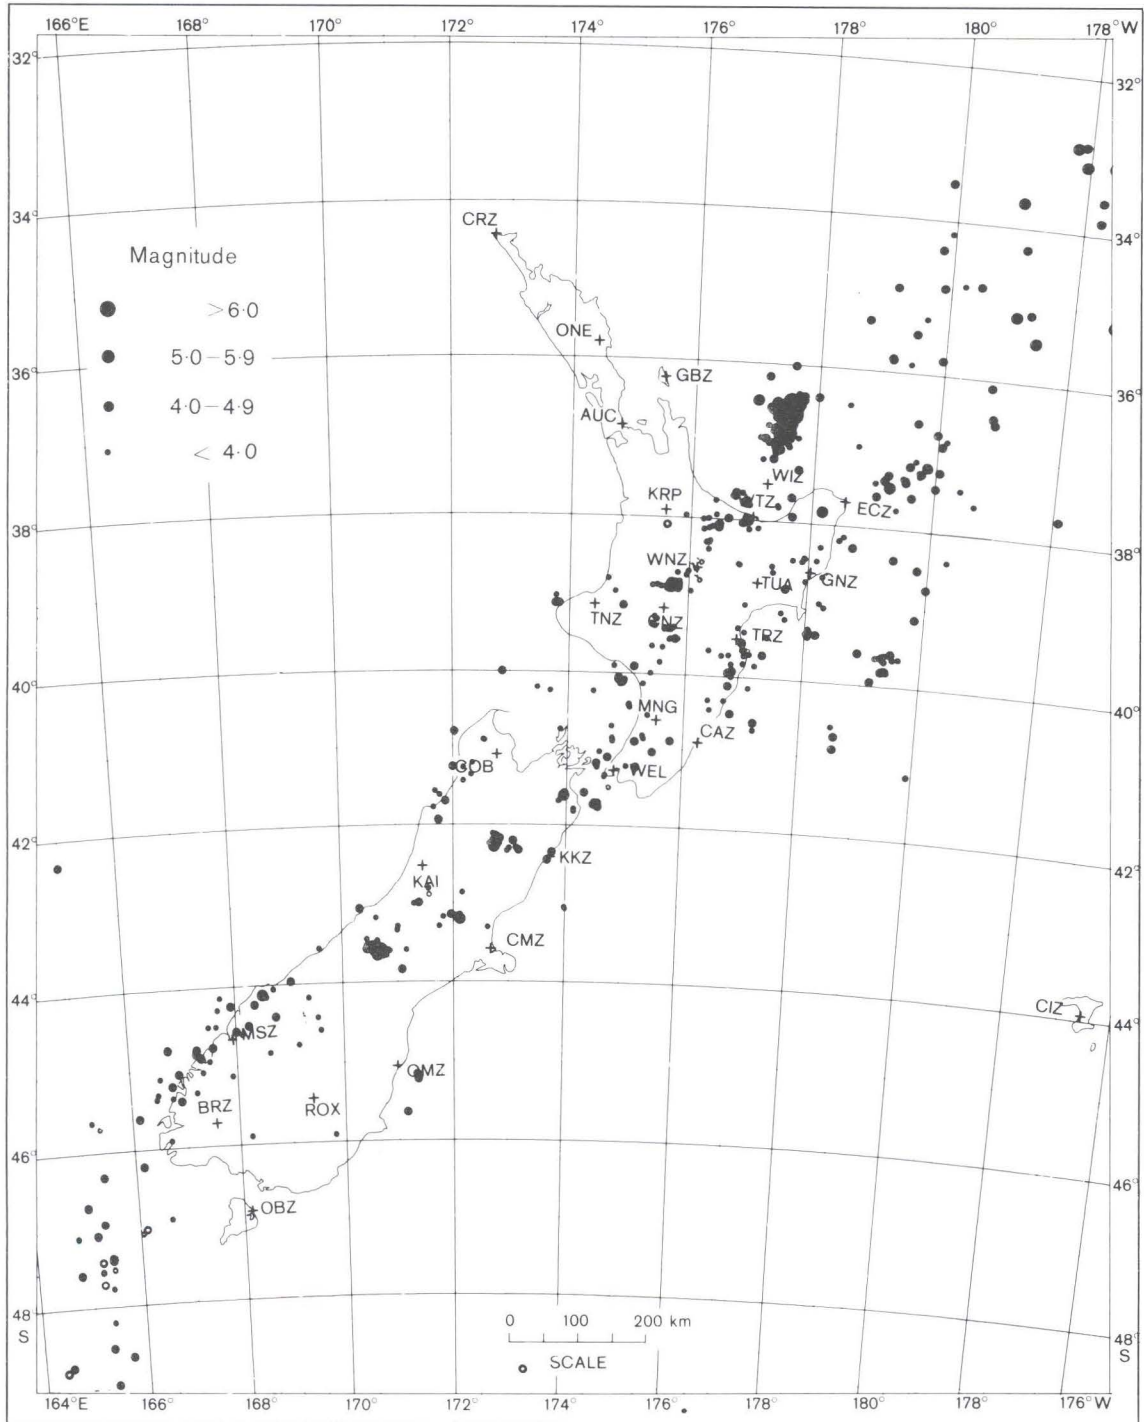 166°E 168° 170° 172° 174° 176° 178° 180° 178°W
32° 32°
34° 34°
CRZ
Magnitude
>6·0
5·0–5·9
4·0–4·9
< 4·0
ONE
36° GBZ 36°
AUC
WIZ
KRP TZ ECZ
38° 38°
WNZ
TUA GNZ
TNZ NZ
TRZ
40° MNG 40°
CAZ
COB WEL
42° KKZ 42°
KAI
CMZ
44° CIZ 44°
MSZ
OMZ
BRZ ROX
46° 46°
OBZ
48° 48°
S S
0 100 200 km
SCALE
164°E 166° 168° 170° 172° 174° 176° 178° 180° 178° 176°W